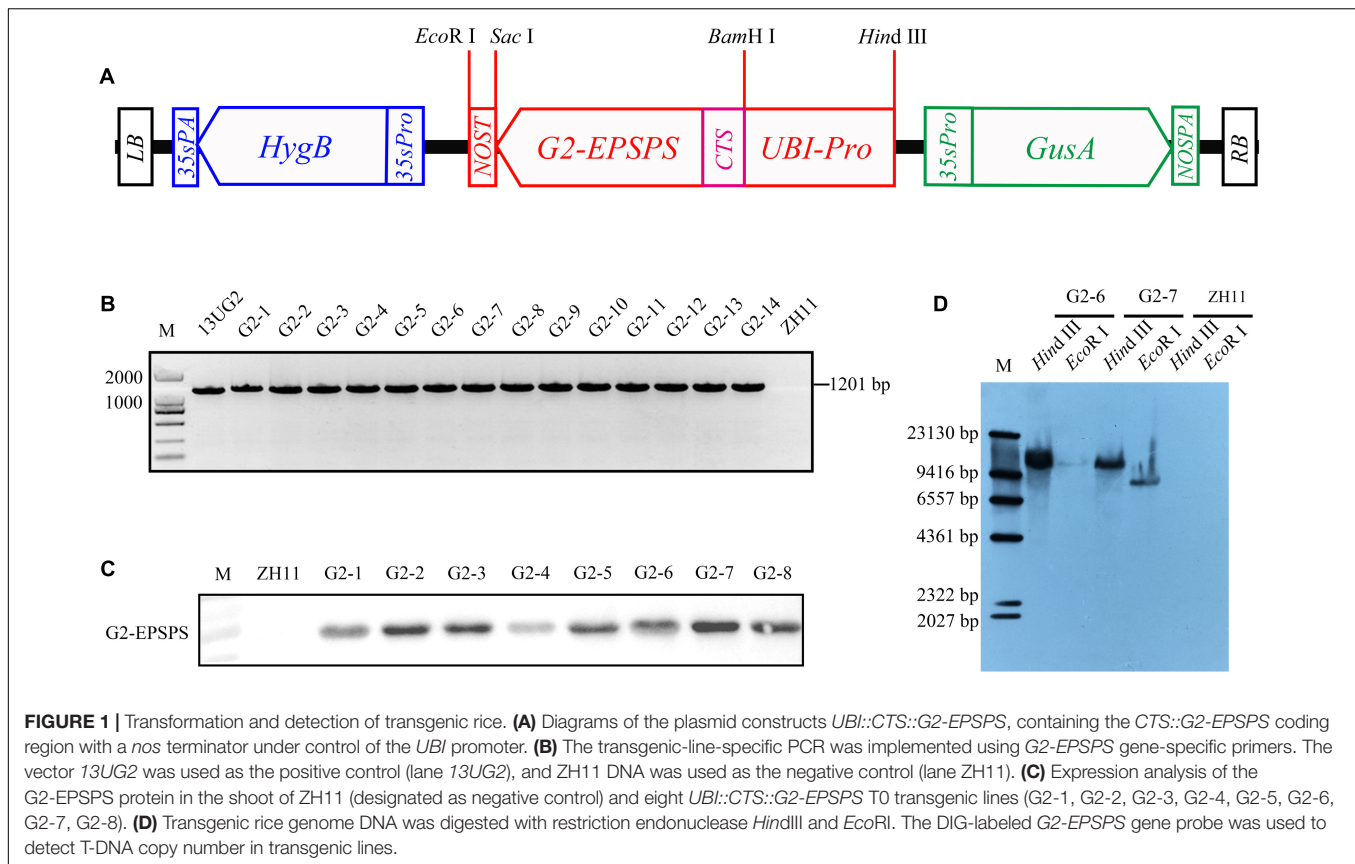 EcoR I Sac I BamH I Hind III
A
LB 35sPA HygB 35sPro NOST G2-EPSPS CTS UBI-Pro 35sPro GusA NOSPA RB
B
M 13UG2 G2-1 G2-2 G2-3 G2-4 G2-5 G2-6 G2-7 G2-8 G2-9 G2-10 G2-11 G2-12 G2-13 G2-14 ZH11
2000
1000
1201 bp
C
M ZH11 G2-1 G2-2 G2-3 G2-4 G2-5 G2-6 G2-7 G2-8
G2-EPSPS
D
G2-6 G2-7 ZH11
M Hind III EcoR I Hind III EcoR I Hind III EcoR I
23130 bp
9416 bp
6557 bp
4361 bp
2322 bp
2027 bp
FIGURE 1 | Transformation and detection of transgenic rice. (A) Diagrams of the plasmid constructs UBI::CTS::G2-EPSPS, containing the CTS::G2-EPSPS coding
region with a nos terminator under control of the UBI promoter. (B) The transgenic-line-specific PCR was implemented using G2-EPSPS gene-specific primers. The
vector 13UG2 was used as the positive control (lane 13UG2), and ZH11 DNA was used as the negative control (lane ZH11). (C) Expression analysis of the
G2-EPSPS protein in the shoot of ZH11 (designated as negative control) and eight UBI::CTS::G2-EPSPS T0 transgenic lines (G2-1, G2-2, G2-3, G2-4, G2-5, G2-6,
G2-7, G2-8). (D) Transgenic rice genome DNA was digested with restriction endonuclease HindIII and EcoRI. The DIG-labeled G2-EPSPS gene probe was used to
detect T-DNA copy number in transgenic lines.